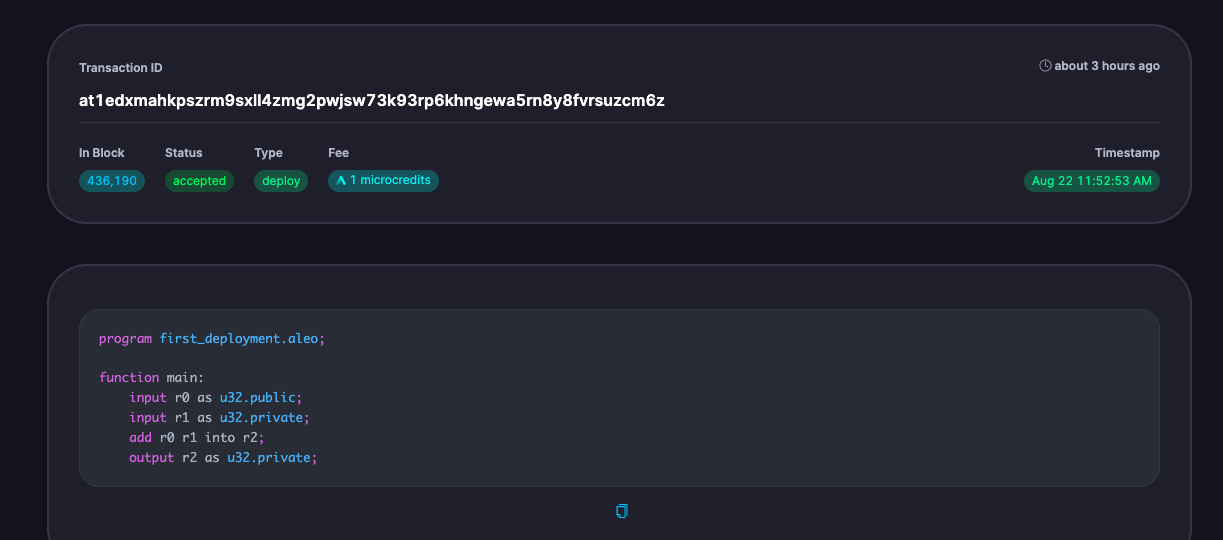 Transaction ID
about 3 hours ago
at1edxmahkpszrm9sxll4zmg2pwjsw73k93rp6khngewa5rn8y8fvrsuzcm6z
In Block
Status
Type
Fee
Timestamp
436,190
accepted
deploy
1 microcredits
Aug 22 11:52:53 AM
program first_deployment.aleo;
function main:
    input r0 as u32.public;
    input r1 as u32.private;
    add r0 r1 into r2;
    output r2 as u32.private;